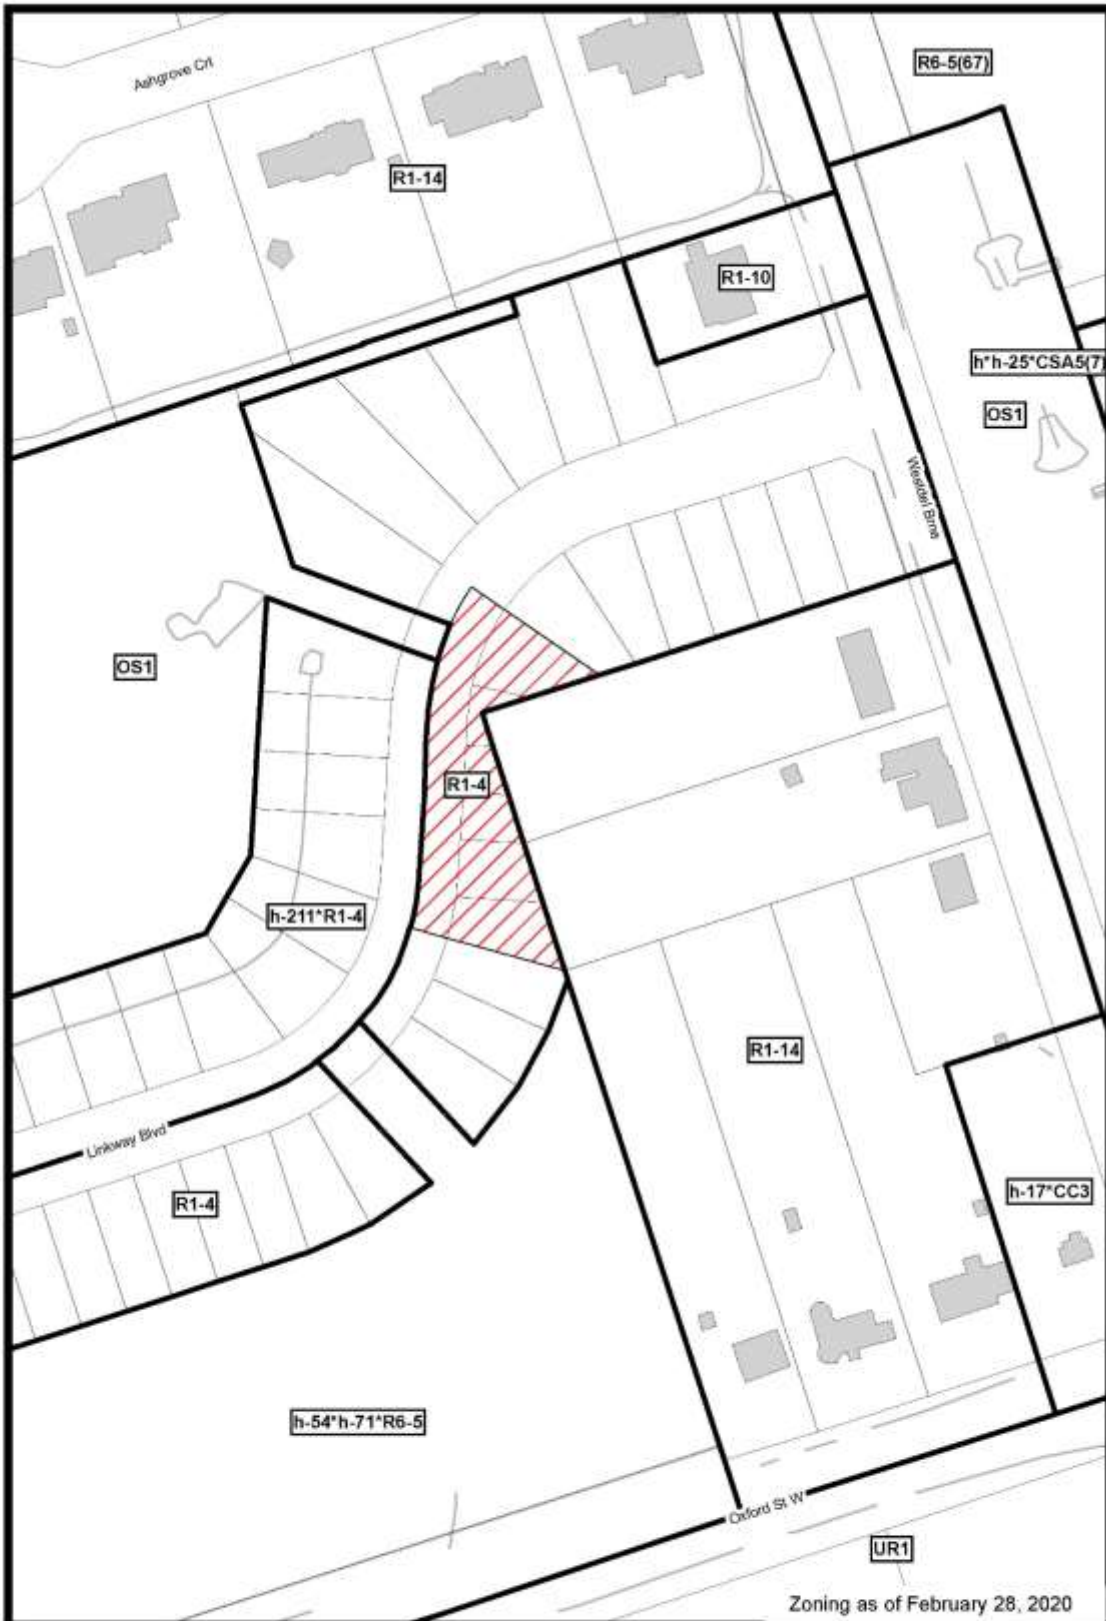 Ashgrove Crt
R6-5(67)
R1-14
R1-10
h*h-25*CSA5(7)
OS1
Westdel Brne
OS1
R1-4
h-211*R1-4
R1-14
Linkway Blvd
R1-4
h-17*CC3
h-54*h-71*R6-5
Oxford St W
UR1
Zoning as of February 28, 2020